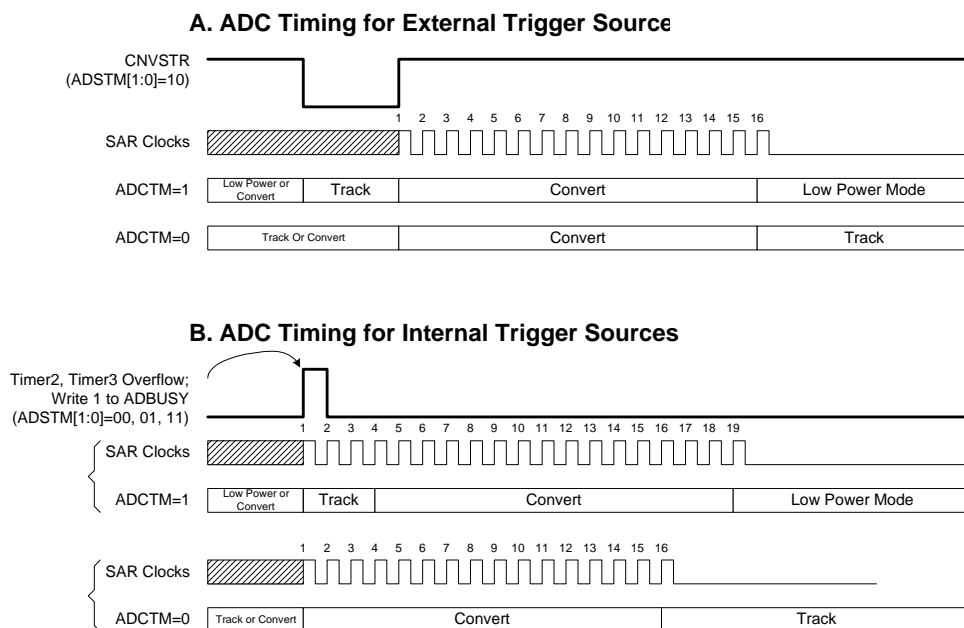 A. ADC Timing for External Trigger Source
CNVSTR
(ADSTM[1:0]=10)
1 2 3 4 5 6 7 8 9 10 11 12 13 14 15 16
SAR Clocks
ADCTM=1 Low Power or Convert Track Convert Low Power Mode
ADCTM=0 Track Or Convert Convert Track
B. ADC Timing for Internal Trigger Sources
Timer2, Timer3 Overflow;
Write 1 to ADBUSY
(ADSTM[1:0]=00, 01, 11)
1 2 3 4 5 6 7 8 9 10 11 12 13 14 15 16 17 18 19
SAR Clocks
ADCTM=1 Low Power or Convert Track Convert Low Power Mode
1 2 3 4 5 6 7 8 9 10 11 12 13 14 15 16
SAR Clocks
ADCTM=0 Track or Convert Convert Track